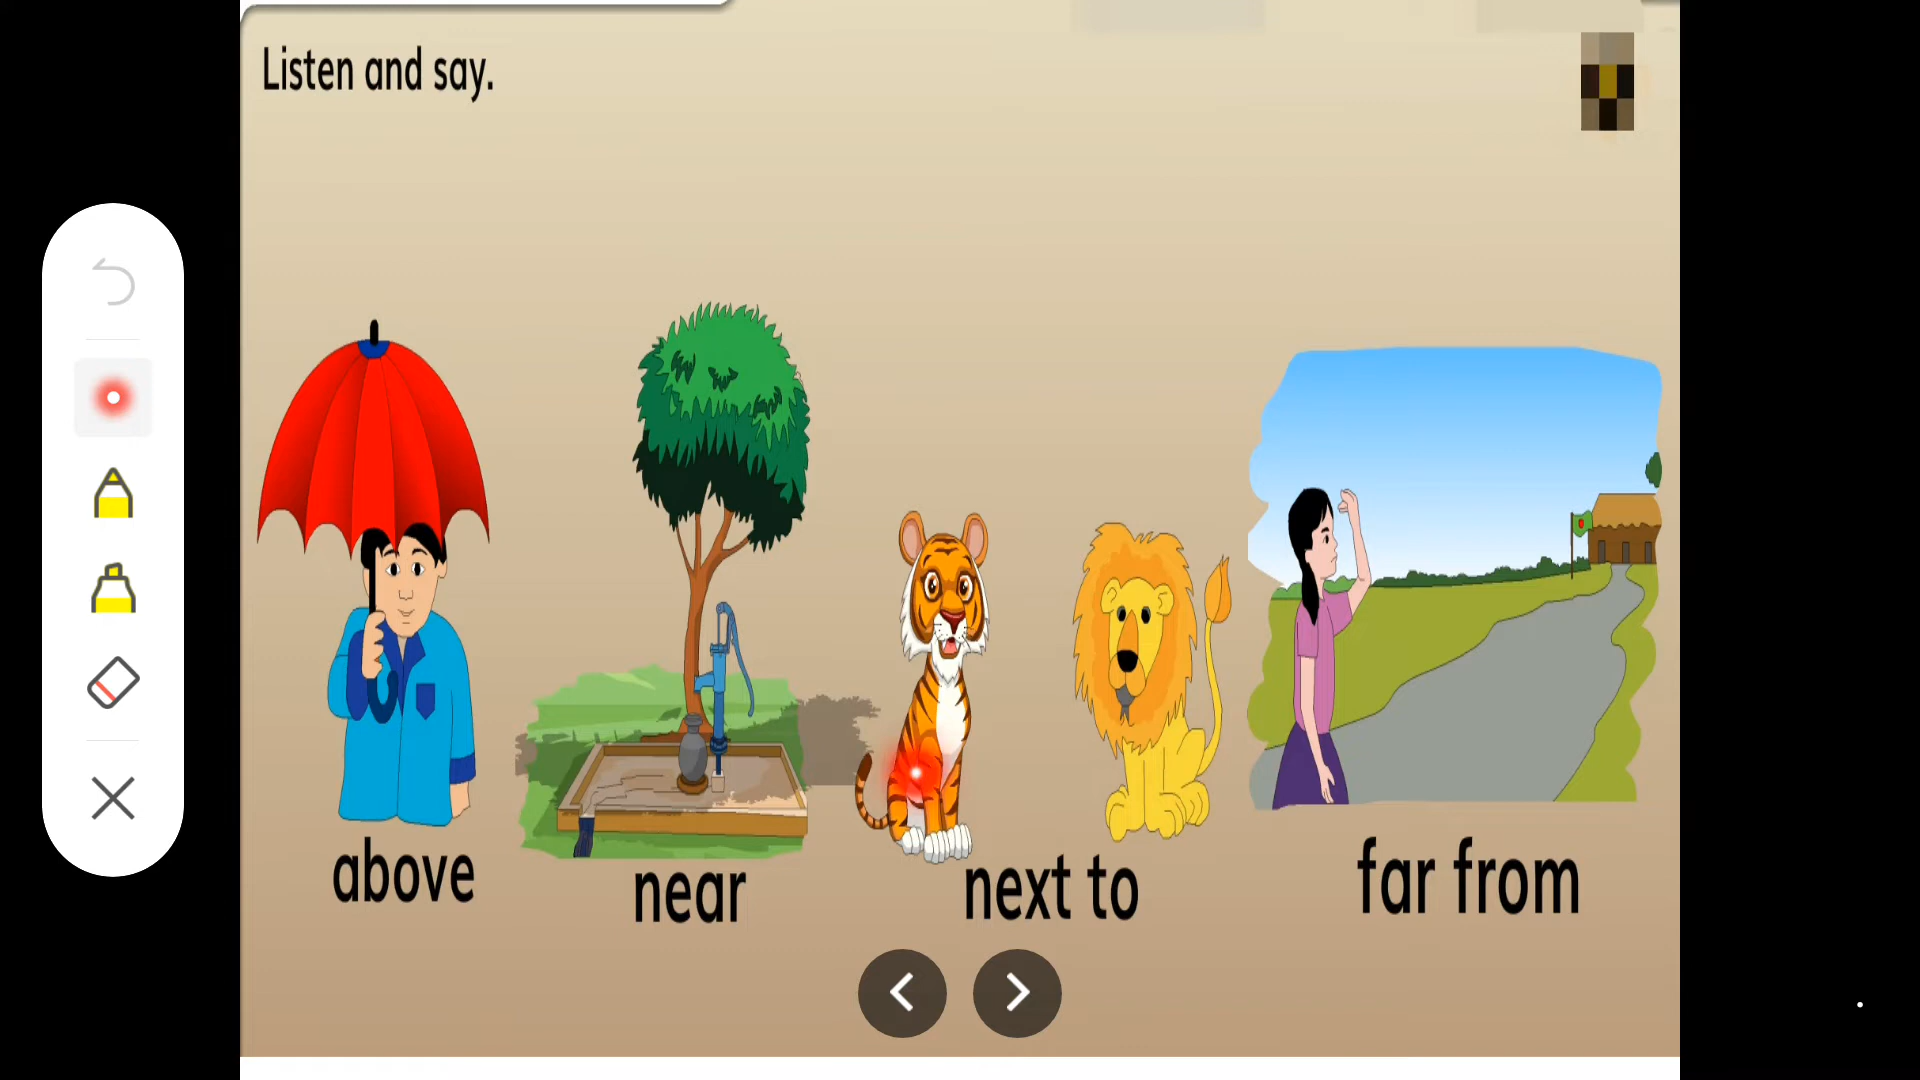 Listen and say.
above
near
next to
far from